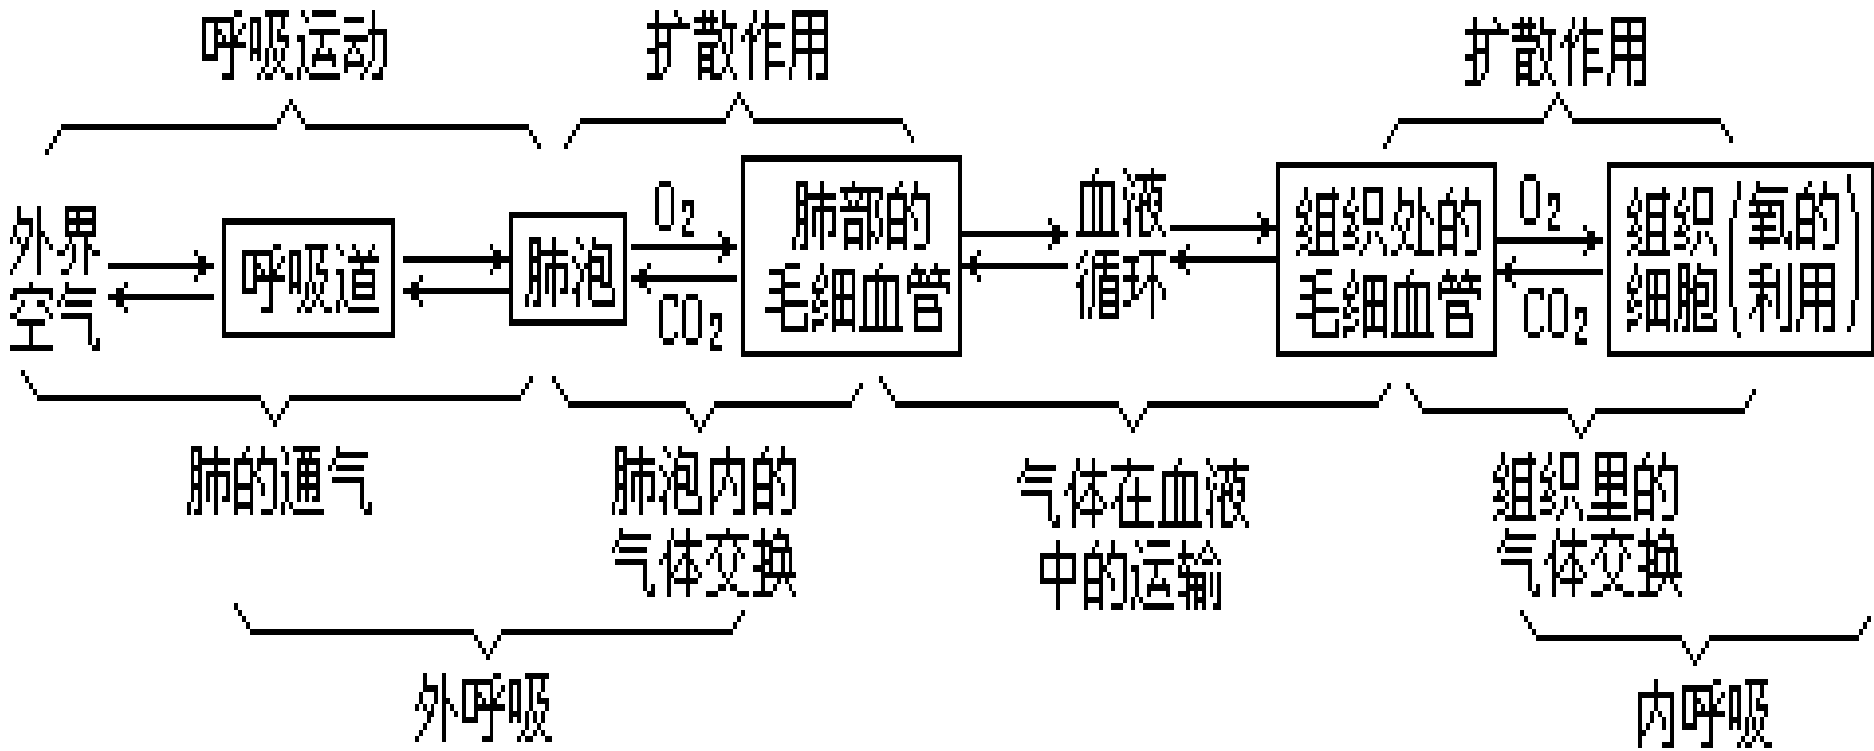 呼吸运动
扩散作用
扩散作用
外界
空气
呼吸道
肺泡
O₂
CO₂
肺部的
毛细血管
血液
循环
组织处的
毛细血管
O₂
CO₂
组织(氧的)
细胞(利用)
肺的通气
肺泡内的
气体交换
气体在血液
中的运输
组织里的
气体交换
外呼吸
内呼吸